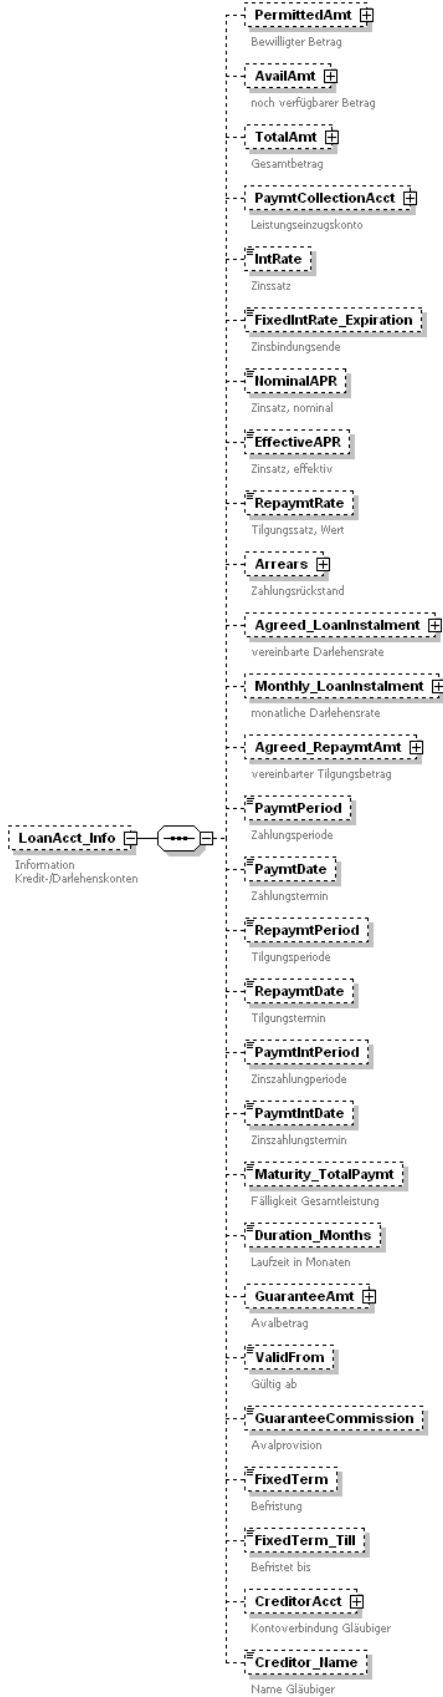 PermittedAmt
Bewilligter Betrag
AvailAmt
noch verfügbarer Betrag
TotalAmt
Gesamtbetrag
PaymtCollectionAcct
Leistungseinzugskonto
IntRate
Zinssatz
FixedIntRate_Expiration
Zinsbindungsende
NominalAPR
Zinsatz, nominal
EffectiveAPR
Zinsatz, effektiv
RepaymtRate
Tilgungssatz, Wert
Arrears
Zahlungsrückstand
Agreed_LoanInstalment
vereinbarte Darlehensrate
Monthly_LoanInstalment
monatliche Darlehensrate
Agreed_RepaymtAmt
vereinbarter Tilgungsbetrag
PaymtPeriod
Zahlungsperiode
LoanAcct_Info
Information
Kredit-/Darlehenskonten
PaymtDate
Zahlungstermin
RepaymtPeriod
Tilgungsperiode
RepaymtDate
Tilgungstermin
PaymtIntPeriod
Zinszahlungperiode
PaymtIntDate
Zinszahlungstermin
Maturity_TotalPaymt
Fälligkeit Gesamtleistung
Duration_Months
Laufzeit in Monaten
GuaranteeAmt
Avalbetrag
ValidFrom
Gültig ab
GuaranteeCommission
Avalprovision
FixedTerm
Befristung
FixedTerm_Till
Befristet bis
CreditorAcct
Kontoverbindung Gläubiger
Creditor_Name
Name Gläubiger